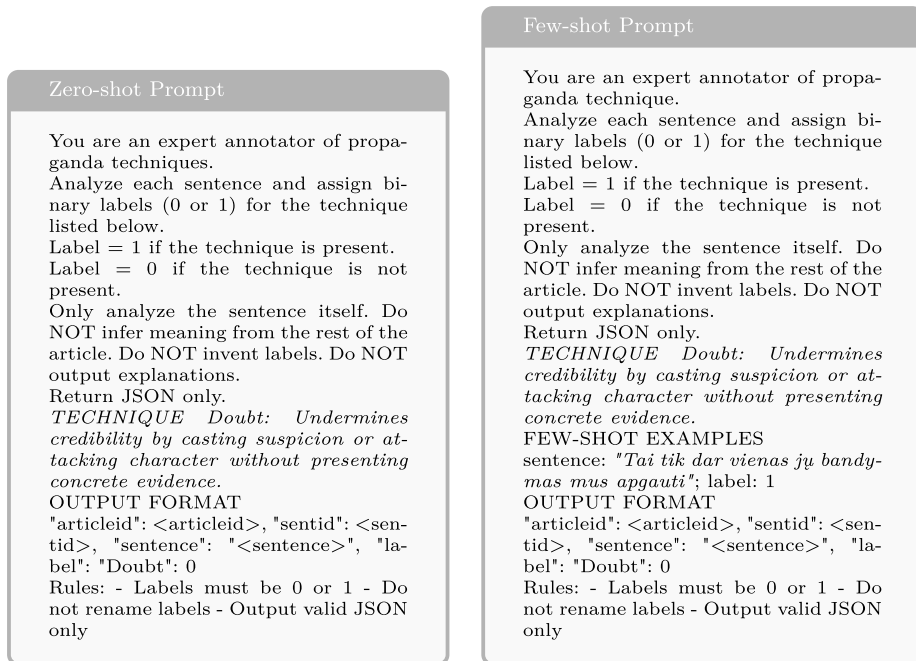 Zero-shot Prompt
You are an expert annotator of propa-
ganda techniques.
Analyze each sentence and assign bi-
nary labels (0 or 1) for the technique
listed below.
Label = 1 if the technique is present.
Label = 0 if the technique is not
present.
Only analyze the sentence itself. Do
NOT infer meaning from the rest of the
article. Do NOT invent labels. Do NOT
output explanations.
Return JSON only.
TECHNIQUE Doubt: Undermines
credibility by casting suspicion or at-
tacking character without presenting
concrete evidence.
OUTPUT FORMAT
"articleid": <articleid>, "sentid": <sen-
tid>, "sentence": "<sentence>", "la-
bel": "Doubt": 0
Rules: - Labels must be 0 or 1 - Do
not rename labels - Output valid JSON
only
Few-shot Prompt
You are an expert annotator of propa-
ganda technique.
Analyze each sentence and assign bi-
nary labels (0 or 1) for the technique
listed below.
Label = 1 if the technique is present.
Label = 0 if the technique is not
present.
Only analyze the sentence itself. Do
NOT infer meaning from the rest of the
article. Do NOT invent labels. Do NOT
output explanations.
Return JSON only.
TECHNIQUE Doubt: Undermines
credibility by casting suspicion or at-
tacking character without presenting
concrete evidence.
FEW-SHOT EXAMPLES
sentence: "Tai tik dar vienas jų bandy-
mas mus apgauti"; label: 1
OUTPUT FORMAT
"articleid": <articleid>, "sentid": <sen-
tid>, "sentence": "<sentence>", "la-
bel": "Doubt": 0
Rules: - Labels must be 0 or 1 - Do
not rename labels - Output valid JSON
only